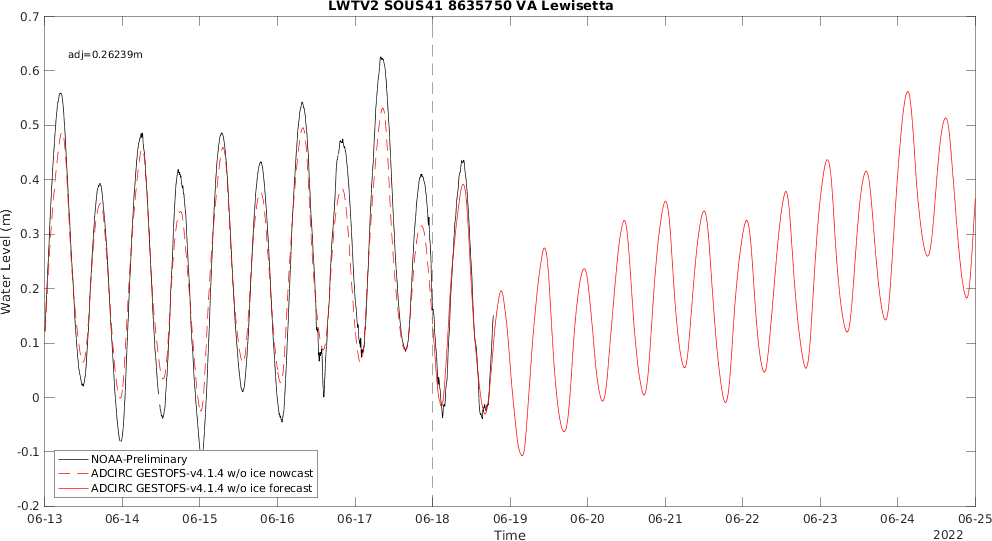 LWTV2 SOUS41 8635750 VA Lewisetta
adj=0.26239m
Water Level (m)
0.7
0.6
0.5
0.4
0.3
0.2
0.1
0
-0.1
-0.2
NOAA-Preliminary
ADCIRC GESTOFS-v4.1.4 w/o ice nowcast
ADCIRC GESTOFS-v4.1.4 w/o ice forecast
06-13 06-14 06-15 06-16 06-17 06-18 06-19 06-20 06-21 06-22 06-23 06-24 06-25
Time
2022